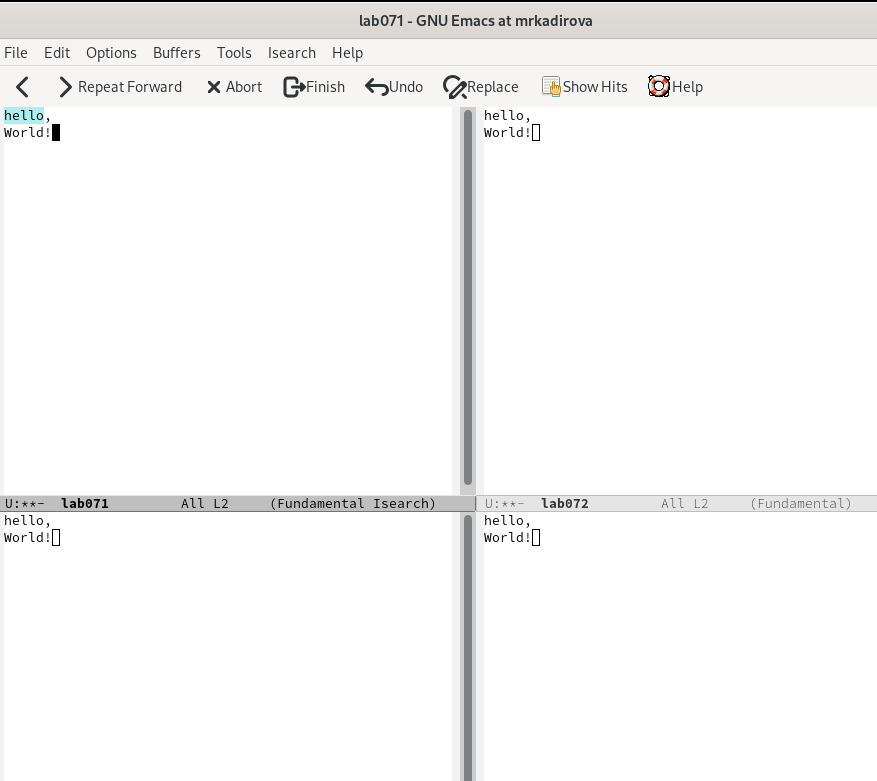 lab071 - GNU Emacs at mrkadirova
File Edit Options Buffers Tools Isearch Help
Repeat Forward Abort Finish Undo Replace Show Hits Help
hello,
World!
hello,
World!
U:**- lab071 All L2 (Fundamental Isearch)
U:**- lab072 All L2 (Fundamental)
hello,
World!
hello,
World!